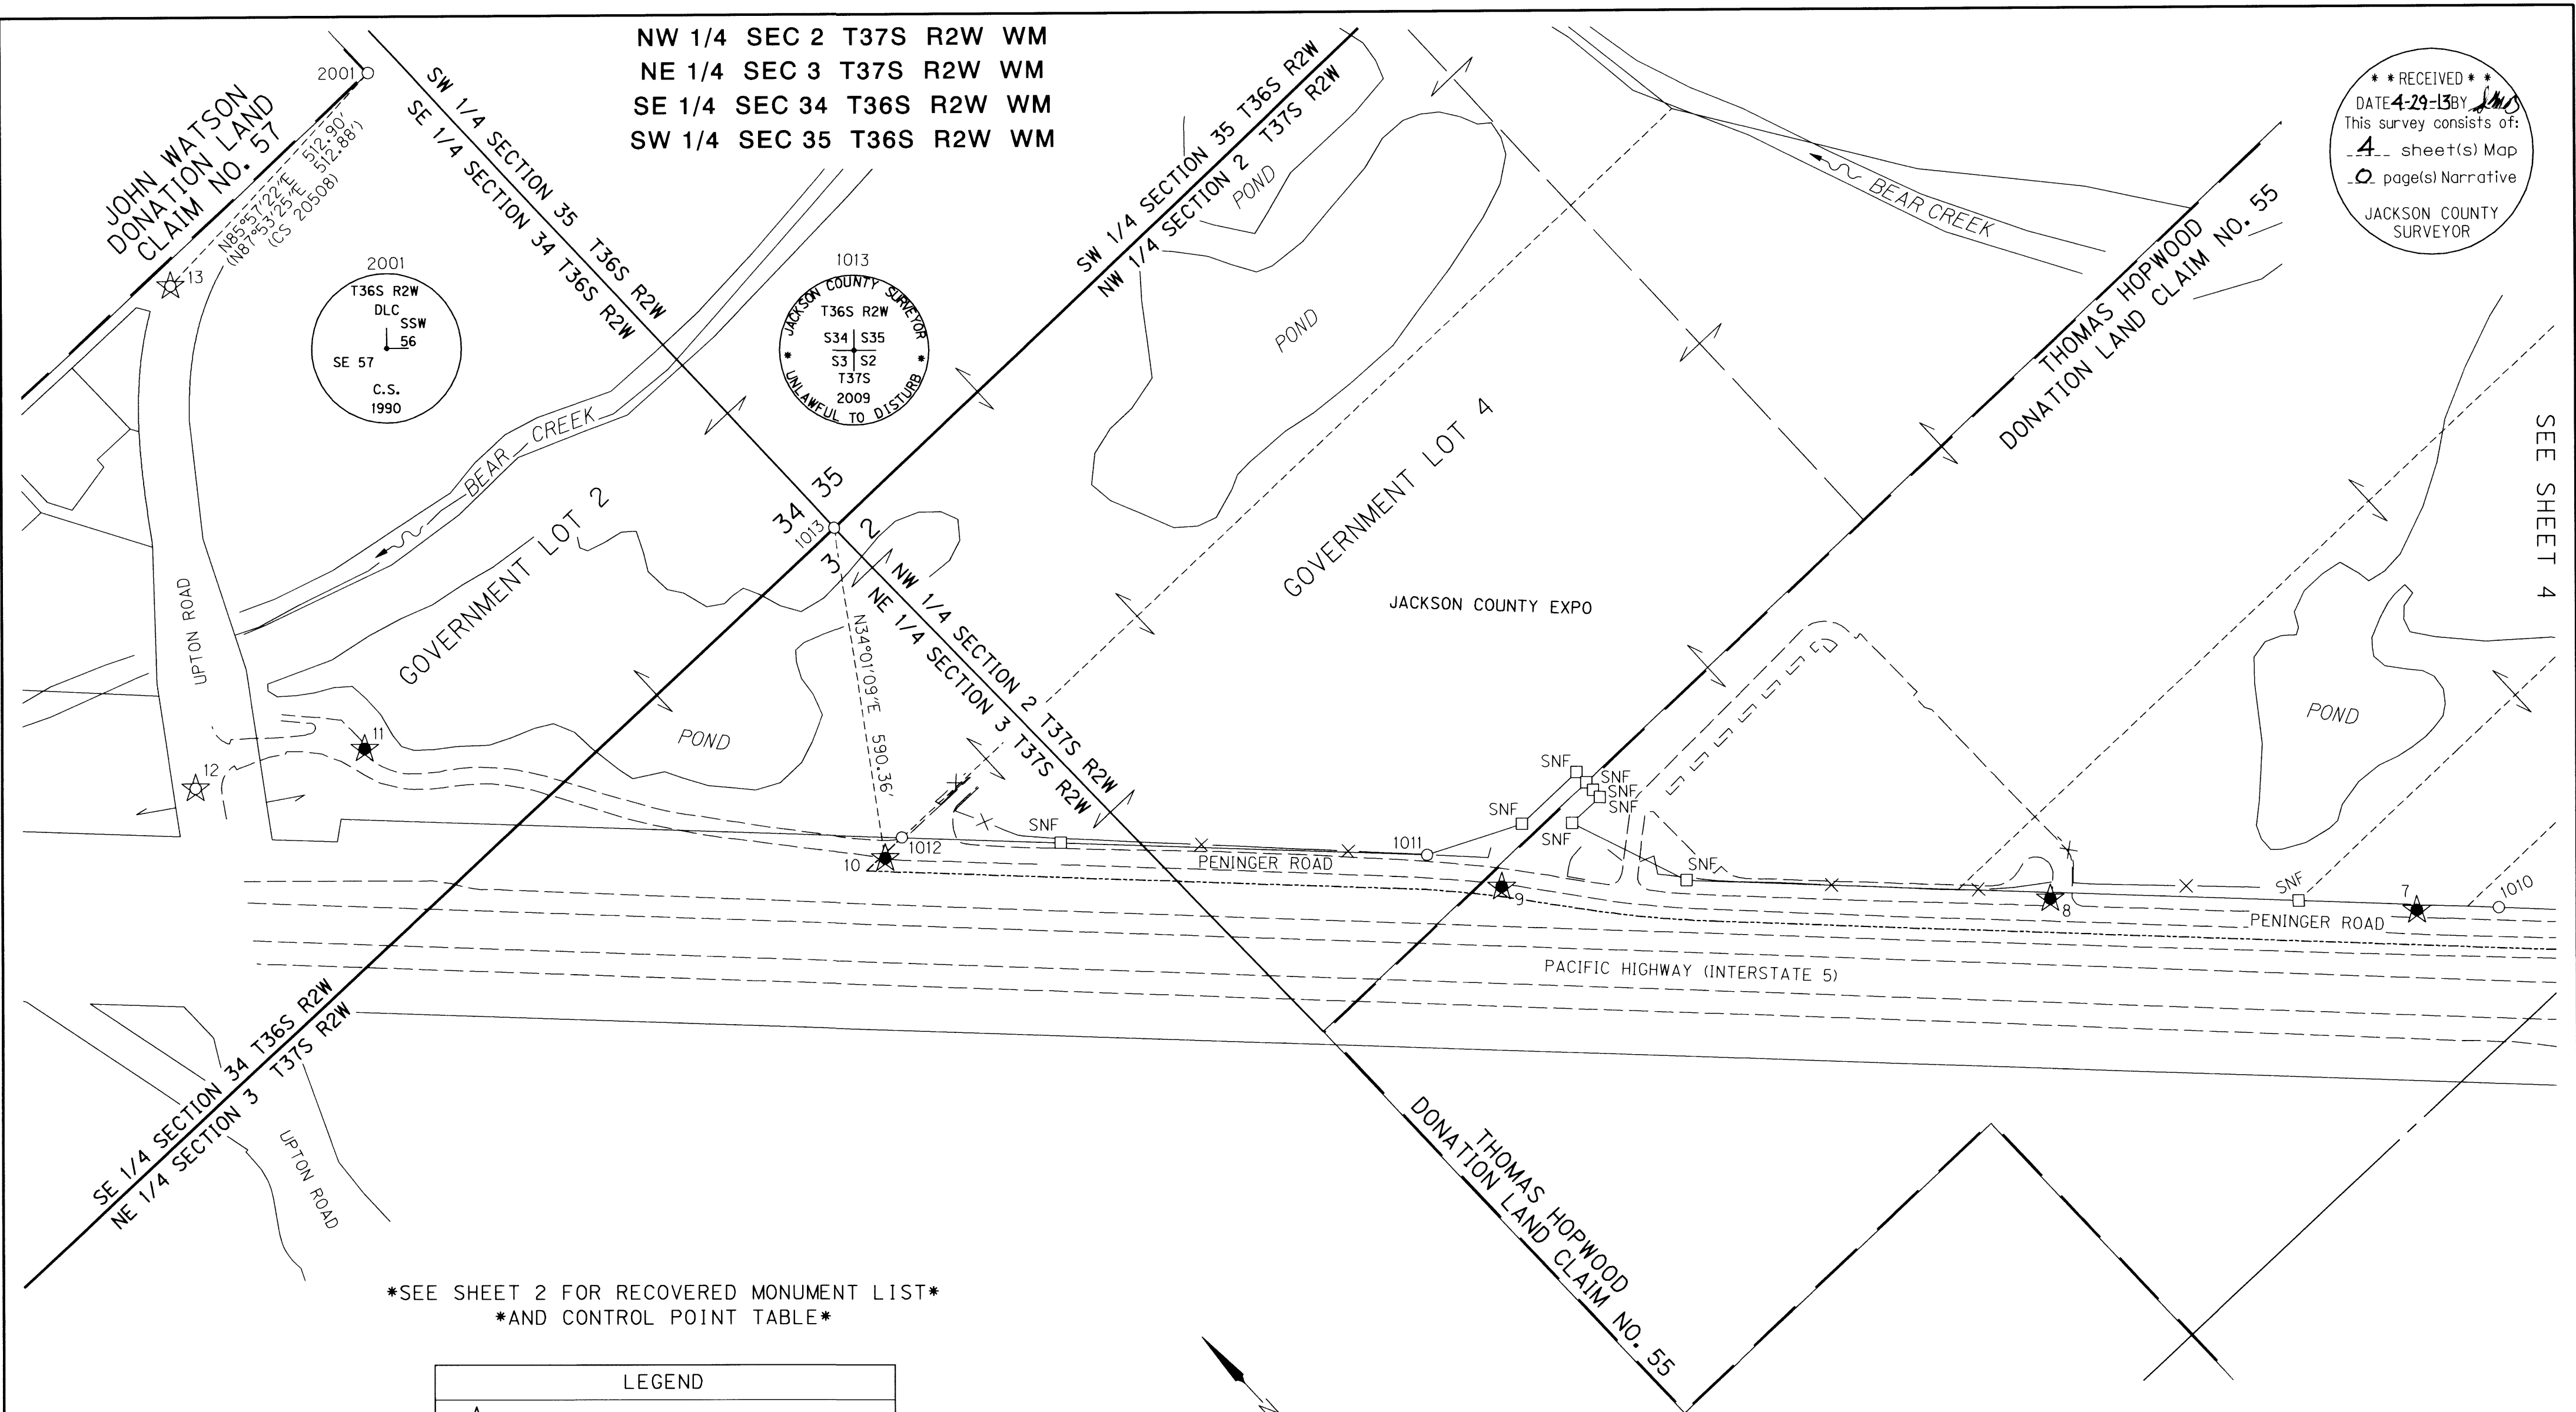 NW 1/4 SEC 2 T37S R2W WM
NE 1/4 SEC 3 T37S R2W WM
SE 1/4 SEC 34 T36S R2W WM
SW 1/4 SEC 35 T36S R2W WM
* * RECEIVED * *
DATE 4-29-13 BY
This survey consists of:
4 sheet(s) Map
0 page(s) Narrative
JACKSON COUNTY
SURVEYOR
2001
JOHN WATSON
DONATION LAND
CLAIM NO. 57
N85°57'22"E 512.90'
(N87°53'25"E 512.88')
(CS 20508)
13
SW 1/4 SECTION 35 T36S R2W
SE 1/4 SECTION 34 T36S R2W
SW 1/4 SECTION 35 T36S R2W
NW 1/4 SECTION 2 T37S R2W
POND
BEAR CREEK
THOMAS HOPWOOD
DONATION LAND CLAIM NO. 55
2001
T36S R2W
DLC
SSW
56
SE 57
C.S.
1990
1013
JACKSON COUNTY SURVEYOR
T36S R2W
S34 S35
S3 S2
T37S
2009
* UNLAWFUL TO DISTURB *
POND
BEAR CREEK
GOVERNMENT LOT 2
GOVERNMENT LOT 4
SEE SHEET 4
34
35
1013
2
3
JACKSON COUNTY EXPO
UPTON ROAD
NW 1/4 SECTION 2 T37S R2W
NE 1/4 SECTION 3 T37S R2W
N34°01'09"E 590.36'
POND
POND
11
12
SNF
SNF
SNF
SNF
SNF
SNF
SNF
SNF
SNF
1012
10
1011
PENINGER ROAD
9
8
7
1010
PENINGER ROAD
PACIFIC HIGHWAY (INTERSTATE 5)
SE 1/4 SECTION 34 T36S R2W
NE 1/4 SECTION 3 T37S R2W
UPTON ROAD
THOMAS HOPWOOD
DONATION LAND CLAIM NO. 55
*SEE SHEET 2 FOR RECOVERED MONUMENT LIST*
*AND CONTROL POINT TABLE*
LEGEND